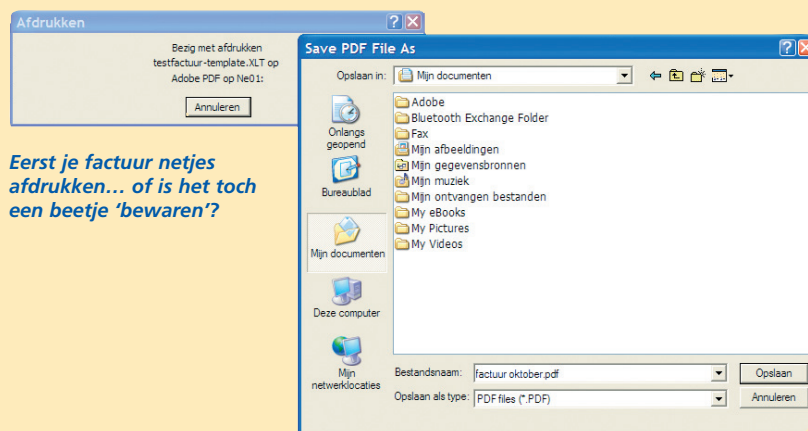 Afdrukken
Bezig met afdrukken
testfactuur-template.XLT op
Adobe PDF op Ne01:
Annuleren
Eerst je factuur netjes
afdrukken… of is het toch
een beetje ‘bewaren’?
Save PDF File As
Opslaan in:
Mijn documenten
Onlangs
geopend
Bureaublad
Mijn documenten
Deze computer
Mijn
netwerklocaties
Adobe
Bluetooth Exchange Folder
Fax
Mijn afbeeldingen
Mijn gegevensbronnen
Mijn muziek
Mijn ontvangen bestanden
My eBooks
My Pictures
My Videos
Bestandsnaam:
factuur oktober.pdf
Opslaan
Opslaan als type:
PDF files (*.PDF)
Annuleren